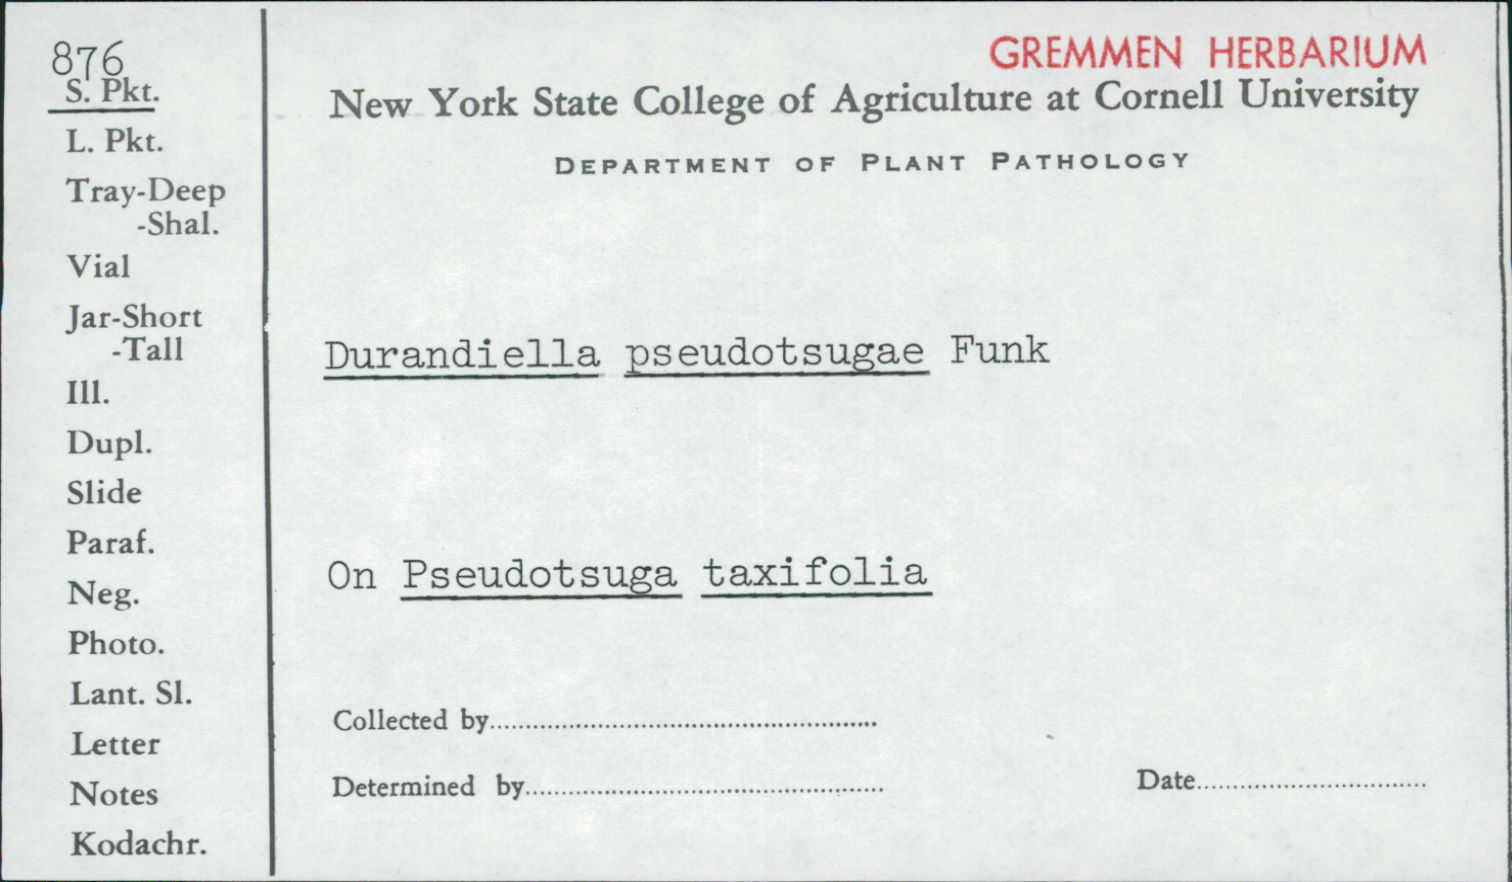 876
S. Pkt.
L. Pkt.
Tray-Deep
-Shal.
Vial
Jar-Short
-Tall
Ill.
Dupl.
Slide
Paraf.
Neg.
Photo.
Lant. Sl.
Letter
Notes
Kodachr.
GREMMEN HERBARIUM
New York State College of Agriculture at Cornell University
DEPARTMENT OF PLANT PATHOLOGY
Durandiella pseudotsugae Funk
On Pseudotsuga taxifolia
Collected by
Determined by
Date